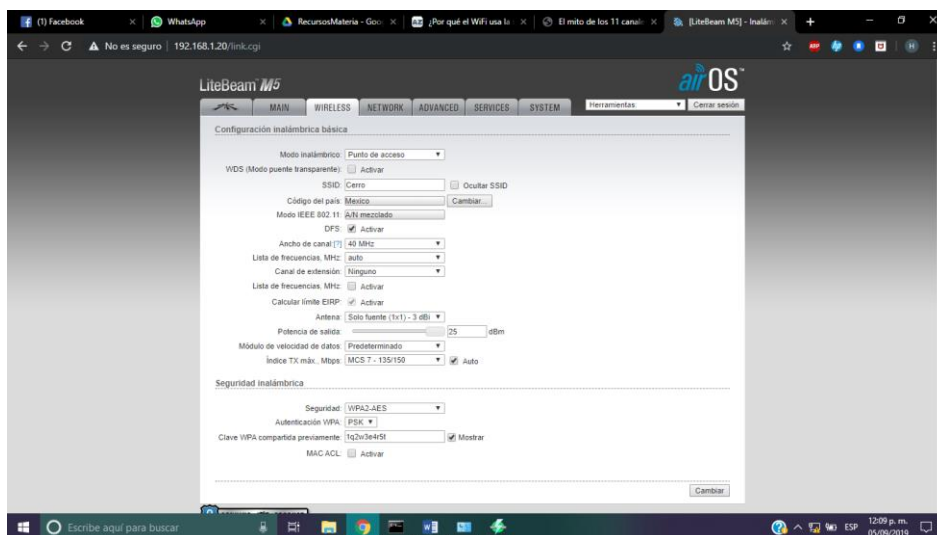 (1) Facebook
WhatsApp
RecursosMateria - Goo
¿Por qué el WiFi usa la
El mito de los 11 canale
[LiteBeam M5] - Inalám
No es seguro 192.168.1.20/link.cgi
LiteBeam M5
airOS
MAIN WIRELESS NETWORK ADVANCED SERVICES SYSTEM Herramientas: Cerrar sesión
Configuración inalámbrica básica
Modo inalámbrico: Punto de acceso
WDS (Modo puente transparente): Activar
SSID: Cerro Ocultar SSID
Código del país: Mexico Cambiar...
Modo IEEE 802.11: A/N mezclado
DFS: Activar
Ancho de canal:[?] 40 MHz
Lista de frecuencias, MHz: auto
Canal de extensión: Ninguno
Lista de frecuencias, MHz: Activar
Calcular límite EIRP: Activar
Antena: Solo fuente (1x1) - 3 dBi
Potencia de salida: 25 dBm
Módulo de velocidad de datos: Predeterminado
Índice TX máx., Mbps: MCS 7 - 135/150 Auto
Seguridad inalámbrica
Seguridad: WPA2-AES
Autenticación WPA: PSK
Clave WPA compartida previamente: 1q2w3e4r5t Mostrar
MAC ACL: Activar
Cambiar
Escribe aquí para buscar
ESP
12:09 p. m.
05/09/2019